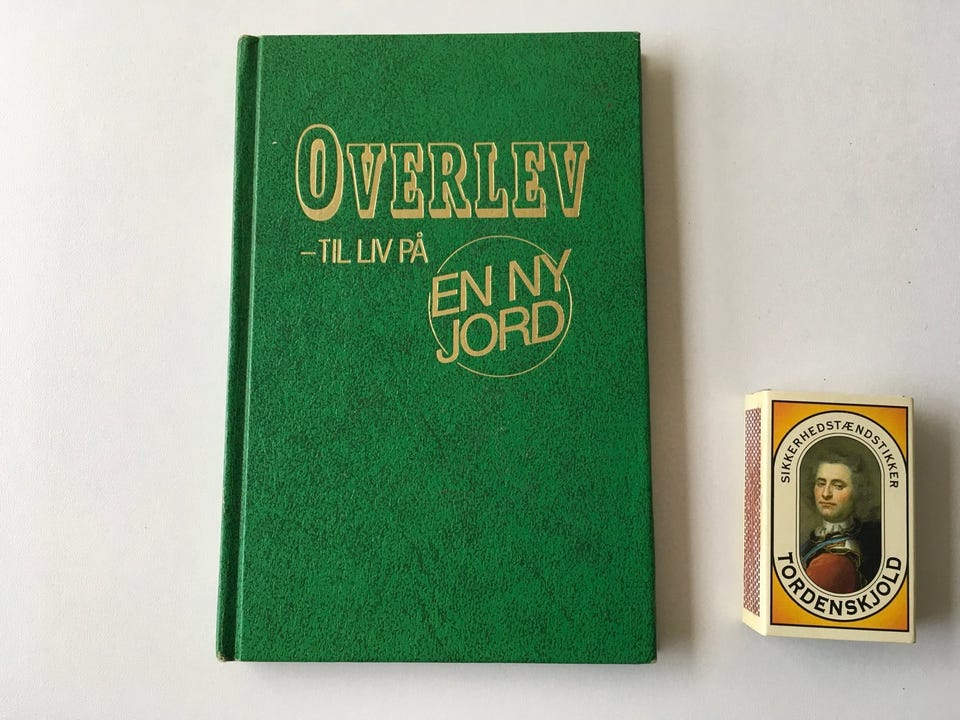 OVERLEV
–TIL LIV PÅ
EN NY
JORD
SIKKERHEDSTÆNDSTIKKER
TORDENSKJOLD